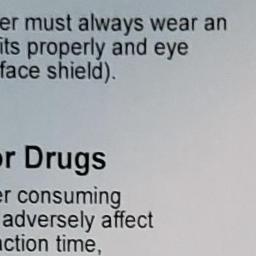 er must always wear an
its properly and eye
face shield).
or Drugs
er consuming
adversely affect
action time,